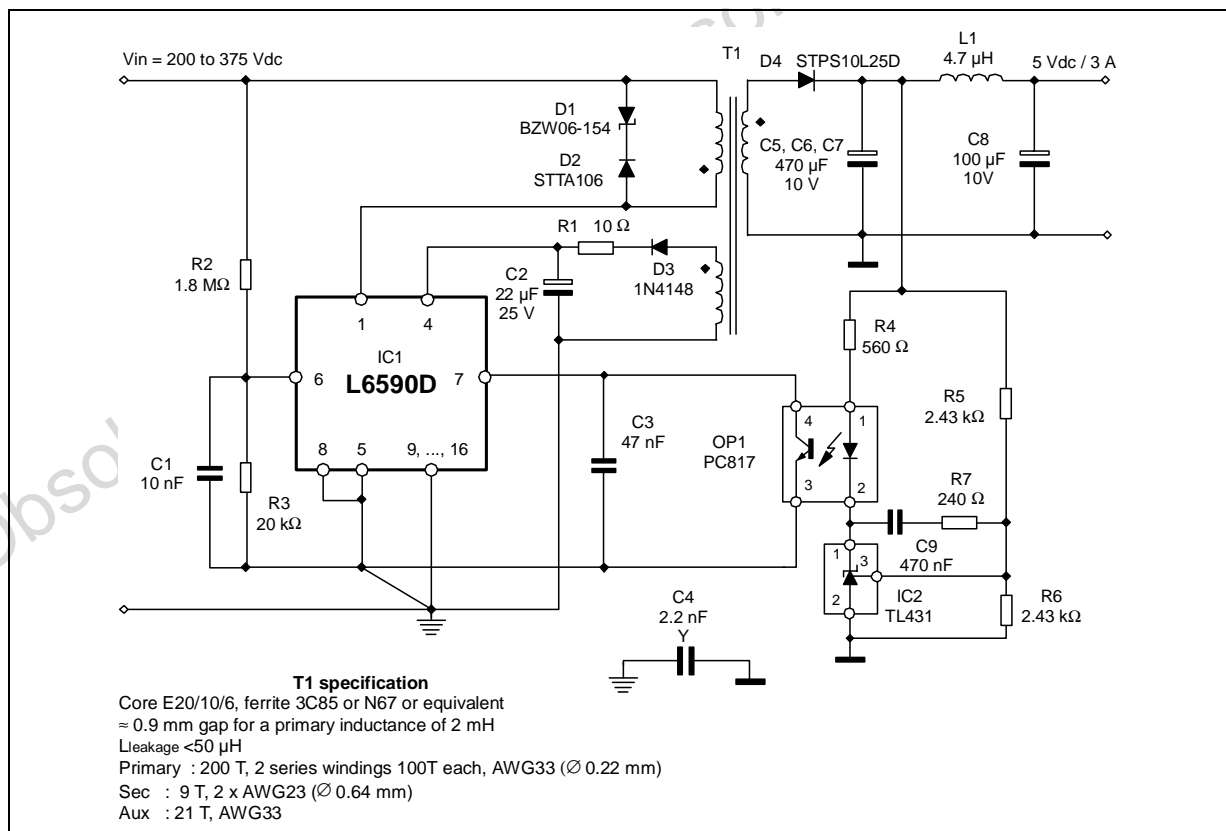 Vin = 200 to 375 Vdc
T1
D4
STPS10L25D
L1
4.7 µH
5 Vdc / 3 A
D1
BZW06-154
D2
STTA106
C5, C6, C7
470 µF
10 V
C8
100 µF
10V
R1
10 Ω
R2
1.8 MΩ
C2
22 µF
25 V
D3
1N4148
1
4
IC1
L6590D
6
7
8
5
9, ..., 16
C1
10 nF
R3
20 kΩ
C3
47 nF
OP1
PC817
4
1
3
2
R4
560 Ω
R5
2.43 kΩ
R7
240 Ω
C9
470 nF
1
3
2
IC2
TL431
R6
2.43 kΩ
C4
2.2 nF
Y
T1 specification
Core E20/10/6, ferrite 3C85 or N67 or equivalent
≈ 0.9 mm gap for a primary inductance of 2 mH
Lleakage <50 µH
Primary : 200 T, 2 series windings 100T each, AWG33 (∅ 0.22 mm)
Sec : 9 T, 2 x AWG23 (∅ 0.64 mm)
Aux : 21 T, AWG33